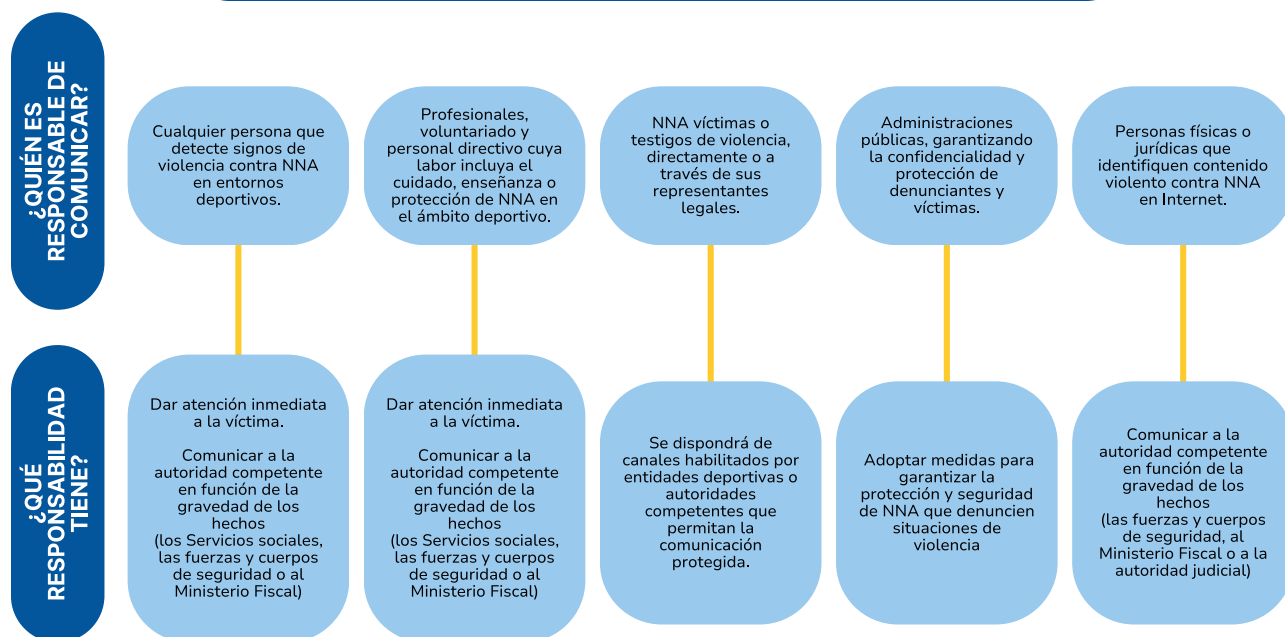 ¿QUIÉN ES
RESPONSABLE DE
COMUNICAR?
Cualquier persona que
detecte signos de
violencia contra NNA
en entornos
deportivos.
Profesionales,
voluntariado y
personal directivo cuya
labor incluya el
cuidado, enseñanza o
protección de NNA en
el ámbito deportivo.
NNA víctimas o
testigos de violencia,
directamente o a
través de sus
representantes
legales.
Administraciones
públicas, garantizando
la confidencialidad y
protección de
denunciantes y
víctimas.
Personas físicas o
jurídicas que
identifiquen contenido
violento contra NNA
en Internet.
¿QUÉ
RESPONSABILIDAD
TIENE?
Dar atención inmediata
a la víctima.
Comunicar a la
autoridad competente
en función de la
gravedad de los
hechos
(los Servicios sociales,
las fuerzas y cuerpos
de seguridad o al
Ministerio Fiscal)
Dar atención inmediata
a la víctima.
Comunicar a la
autoridad competente
en función de la
gravedad de los
hechos
(los Servicios sociales,
las fuerzas y cuerpos
de seguridad o al
Ministerio Fiscal)
Se dispondrá de
canales habilitados por
entidades deportivas o
autoridades
competentes que
permitan la
comunicación
protegida.
Adoptar medidas para
garantizar la
protección y seguridad
de NNA que denuncien
situaciones de
violencia
Comunicar a la
autoridad competente
en función de la
gravedad de los
hechos
(las fuerzas y cuerpos
de seguridad, al
Ministerio Fiscal o a la
autoridad judicial)